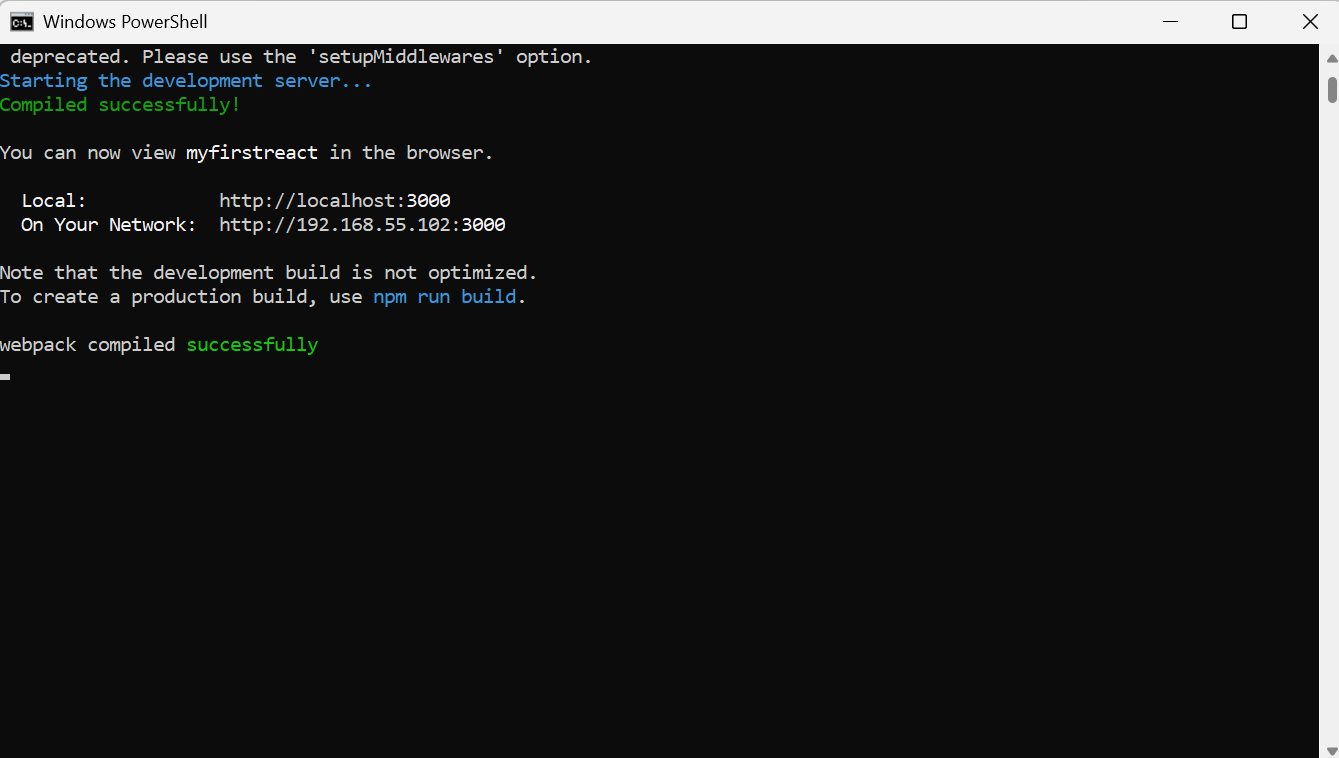 Windows PowerShell
deprecated. Please use the 'setupMiddlewares' option.
Starting the development server...
Compiled successfully!
You can now view myfirstreact in the browser.
Local: http://localhost:3000
On Your Network: http://192.168.55.102:3000
Note that the development build is not optimized.
To create a production build, use npm run build.
webpack compiled successfully